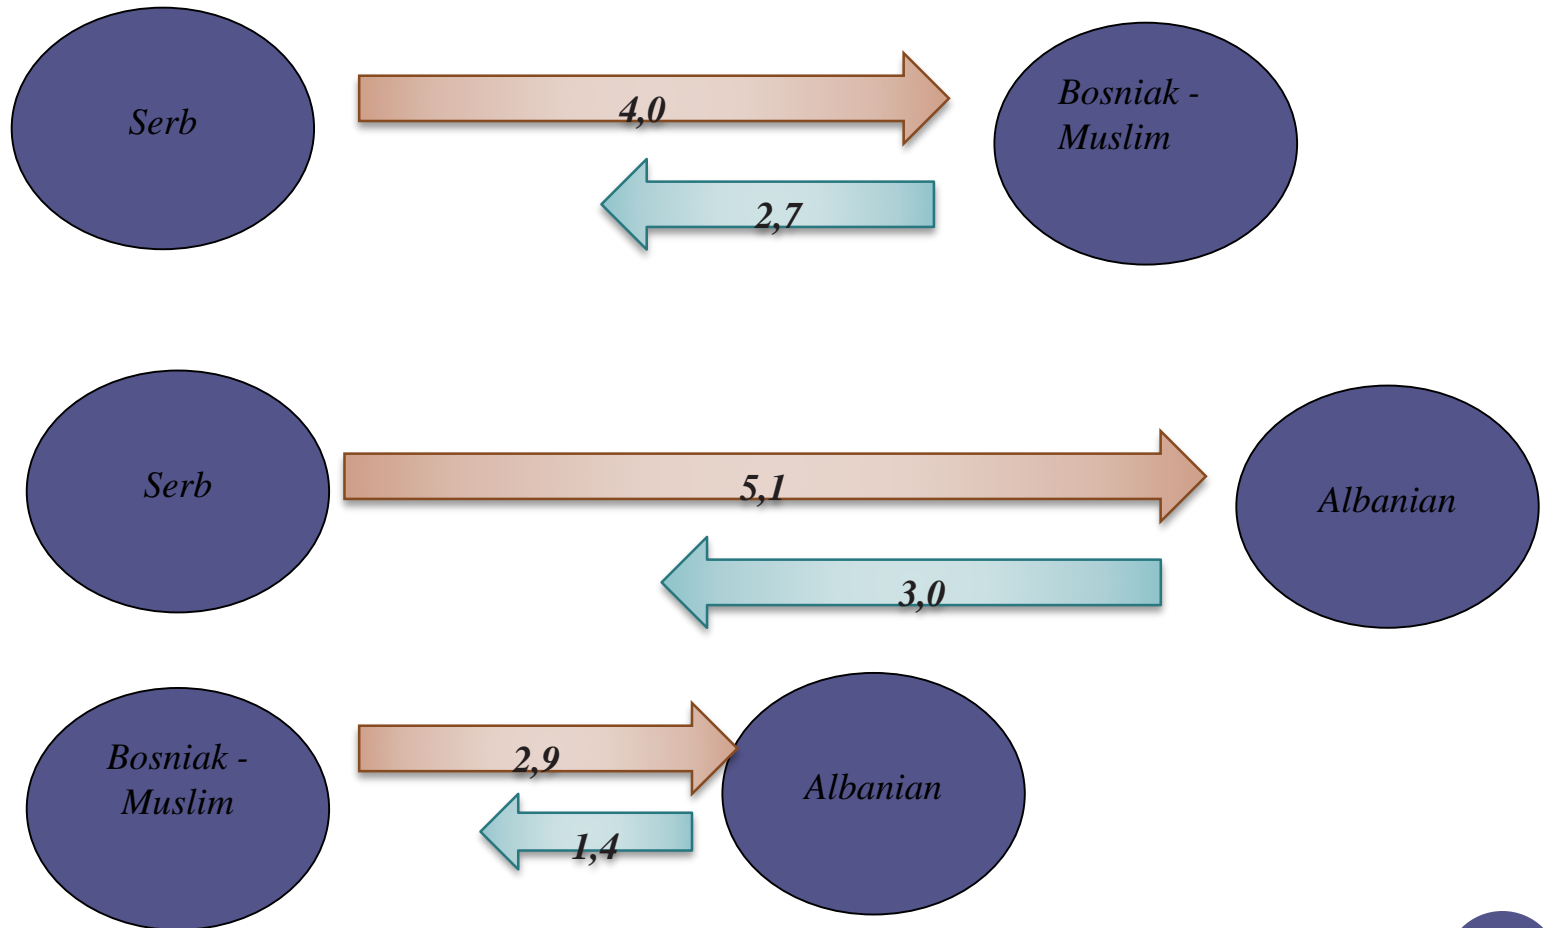 Serb
4,0
Bosniak -
Muslim
2,7
Serb
5,1
Albanian
3,0
Bosniak -
Muslim
2,9
Albanian
1,4